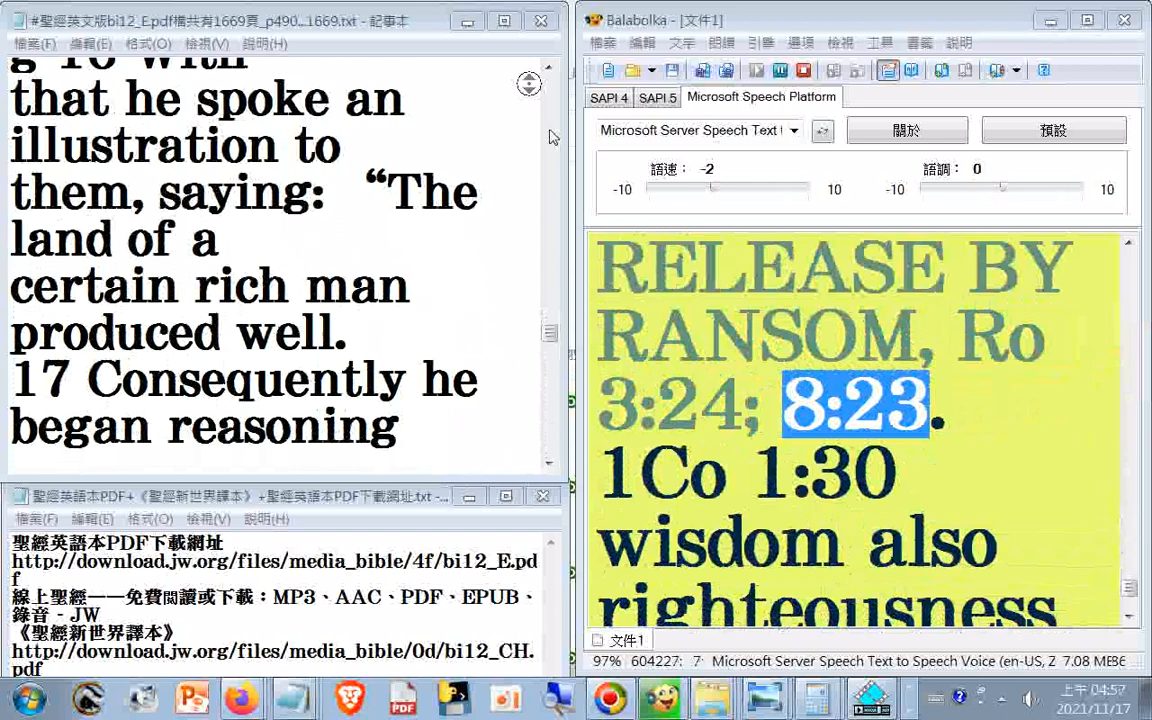 #聖經英文版bi12_E.pdf檔共有1669頁_p490...1669.txt - 記事本
檔案(F) 編輯(E) 格式(O) 檢視(V) 說明(H)
g 16 With
that he spoke an
illustration to
them, saying: “The
land of a
certain rich man
produced well.
17 Consequently he
began reasoning
聖經英語本PDF+《聖經新世界譯本》+聖經英語本PDF下載網址.txt -...
檔案(F) 編輯(E) 格式(O) 檢視(V) 說明(H)
聖經英語本PDF下載網址
http://download.jw.org/files/media_bible/4f/bi12_E.pd
f
線上聖經——免費閱讀或下載：MP3、AAC、PDF、EPUB、
錄音 - JW
《聖經新世界譯本》
http://download.jw.org/files/media_bible/0d/bi12_CH.
pdf
Balabolka - [文件1]
檔案 編輯 文字 朗讀 引擎 選項 檢視 工具 書籤 說明
SAPI 4 SAPI 5 Microsoft Speech Platform
Microsoft Server Speech Text 關於 預設
語速： -2 語調： 0
-10 10 -10 10
RELEASE BY
RANSOM, Ro
3:24; 8:23.
1Co 1:30
wisdom also
righteousness
文件1
97% 604227: 7 Microsoft Server Speech Text to Speech Voice (en-US, Z 7.08 MБ
上午 04:57
2021/11/17